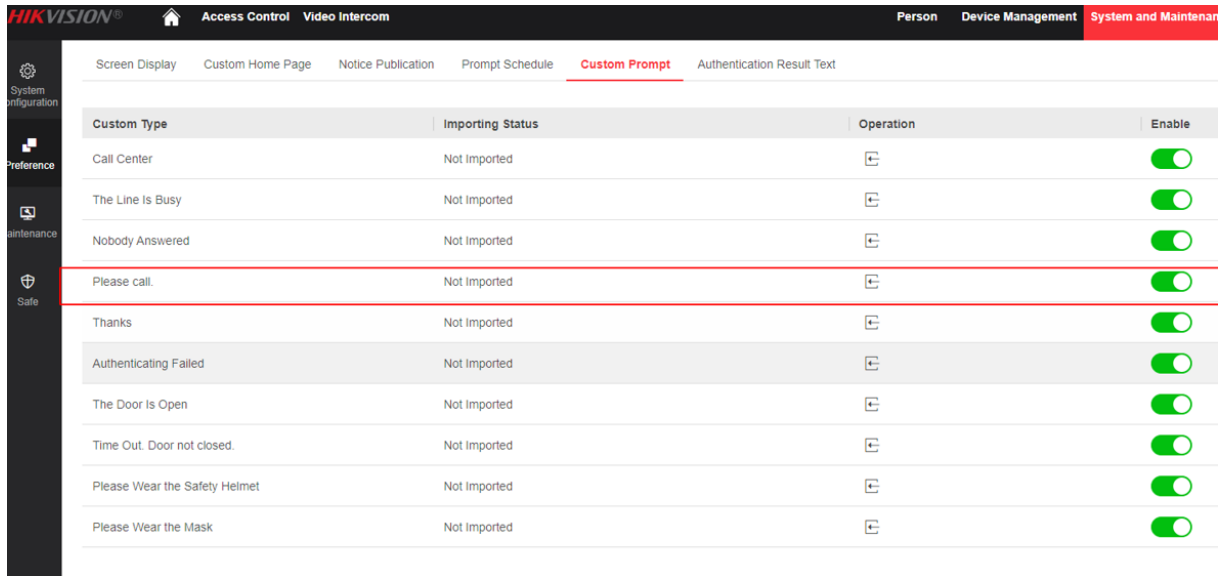 HIKVISION® Access Control Video Intercom Person Device Management System and Maintenan
Screen Display Custom Home Page Notice Publication Prompt Schedule Custom Prompt Authentication Result Text
System
onfiguration
Preference
aintenance
Safe
Custom Type Importing Status Operation Enable
Call Center Not Imported
The Line Is Busy Not Imported
Nobody Answered Not Imported
Please call. Not Imported
Thanks Not Imported
Authenticating Failed Not Imported
The Door Is Open Not Imported
Time Out. Door not closed. Not Imported
Please Wear the Safety Helmet Not Imported
Please Wear the Mask Not Imported